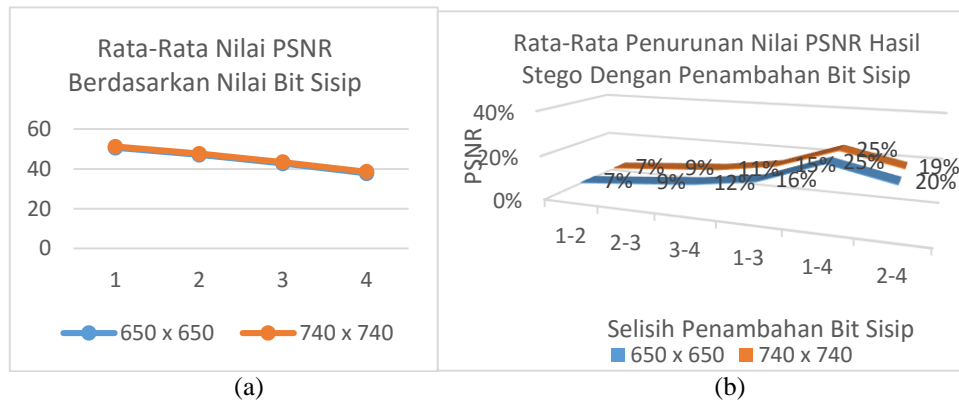 Rata-Rata Nilai PSNR
Berdasarkan Nilai Bit Sisip
60
40
20
0
1 2 3 4
650 x 650 740 x 740
(a)
Rata-Rata Penurunan Nilai PSNR Hasil
Stego Dengan Penambahan Bit Sisip
PSNR
40%
20%
0%
7% 9% 11% 15% 25% 19%
7% 9% 12% 16% 25% 20%
1-2 2-3 3-4 1-3 1-4 2-4
Selisih Penambahan Bit Sisip
650 x 650 740 x 740
(b)